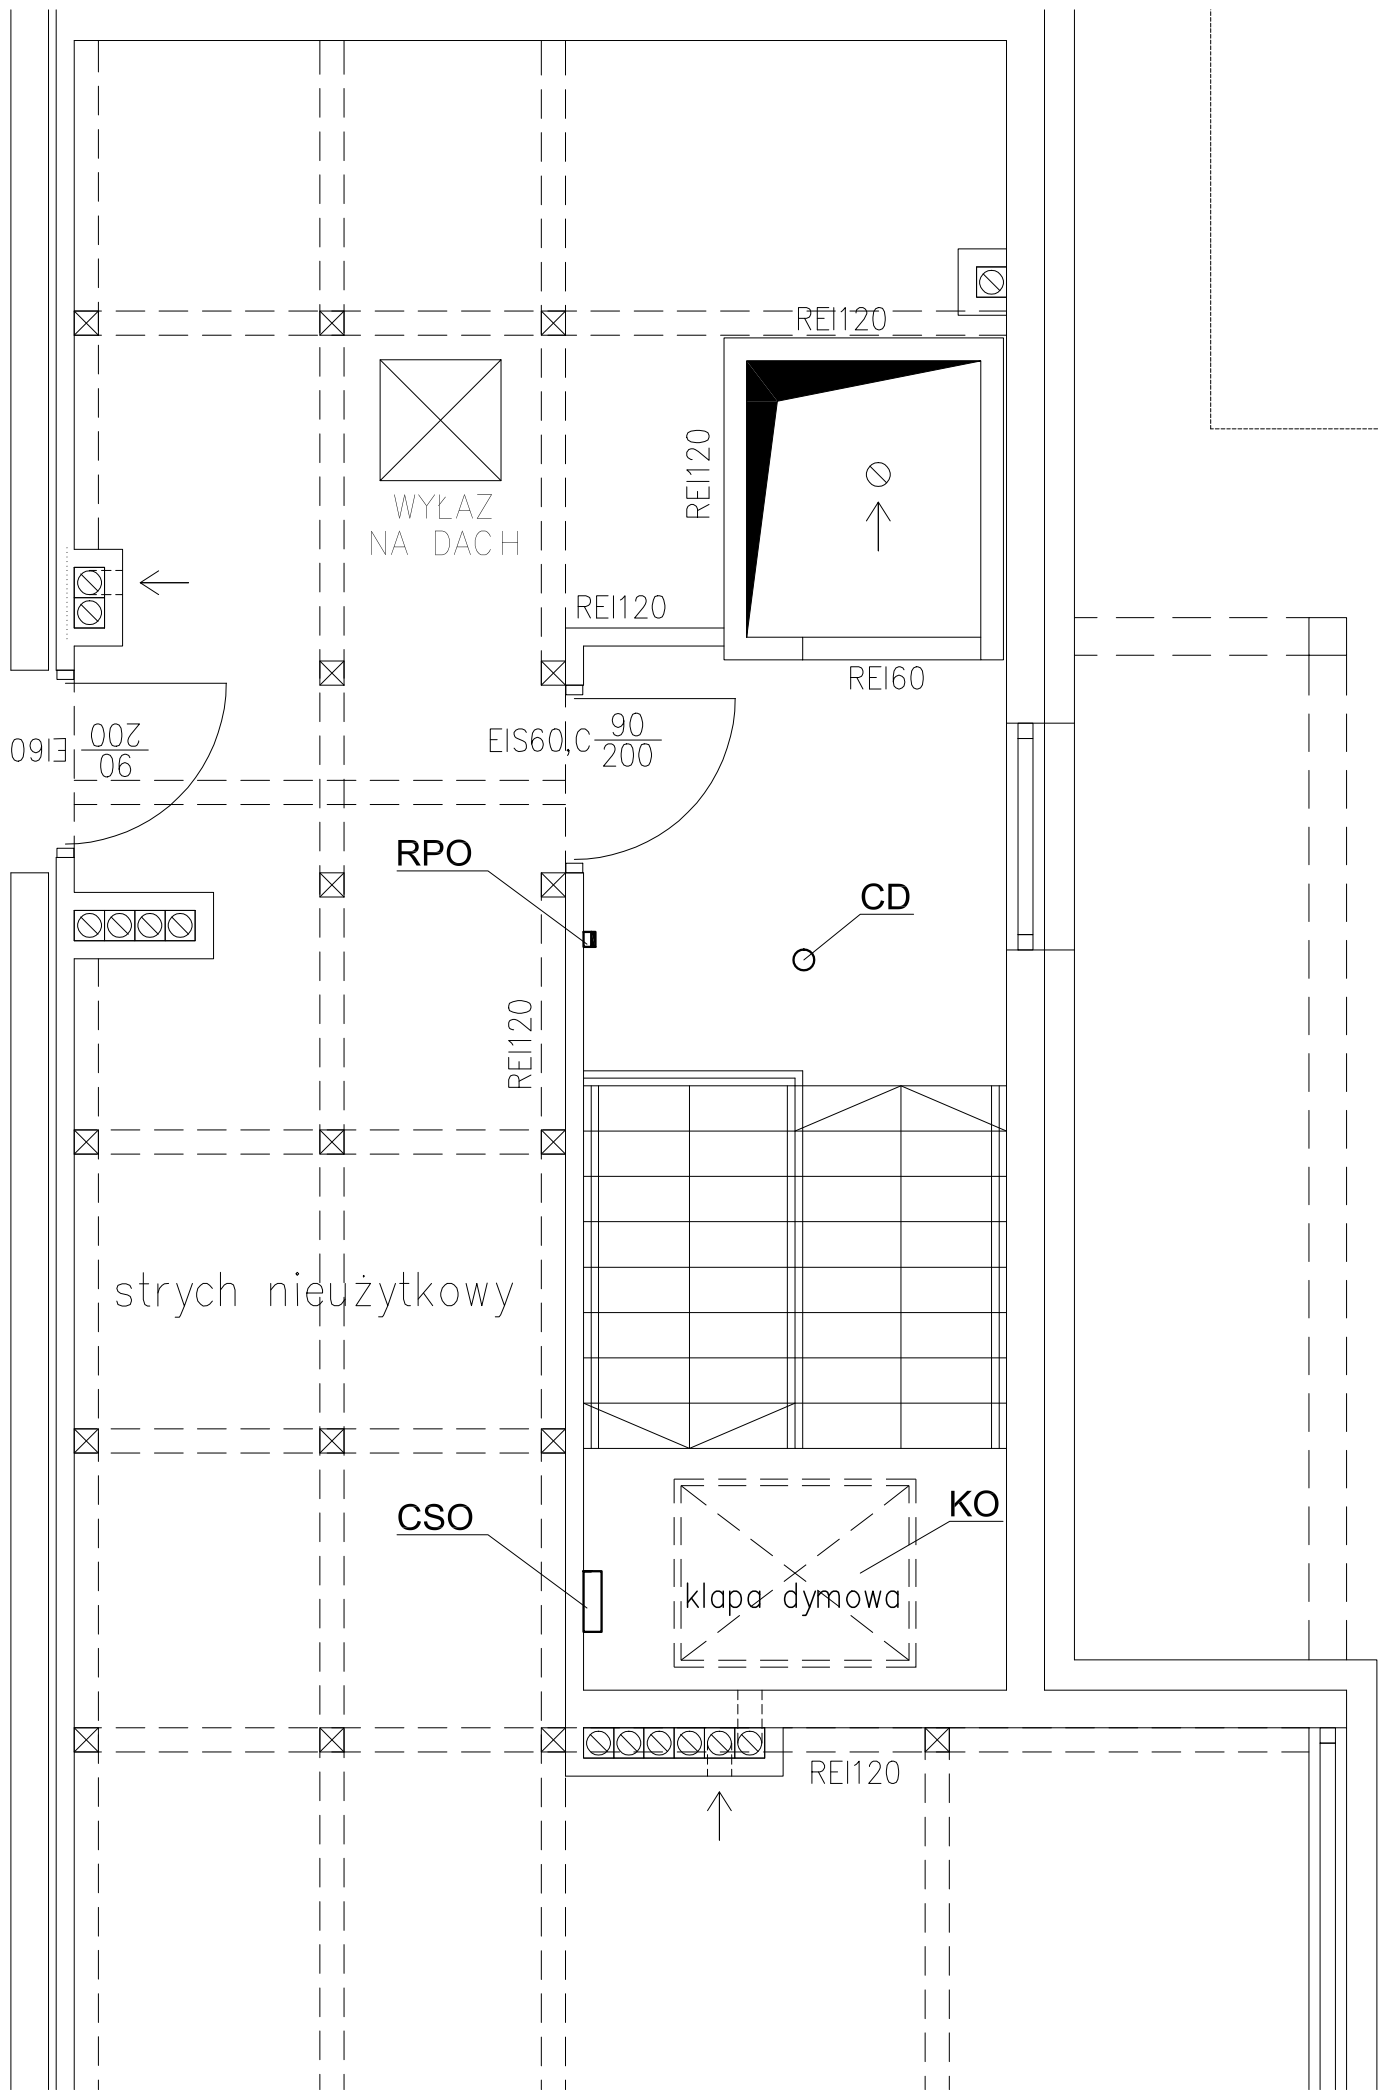 REI120
REI120
WYŁAZ
NA DACH
REI120
REI60
EI60 90
200
EIS60,C 90
200
RPO
CD
REI120
strych nieużytkowy
CSO
KO
klapa dymowa
REI120